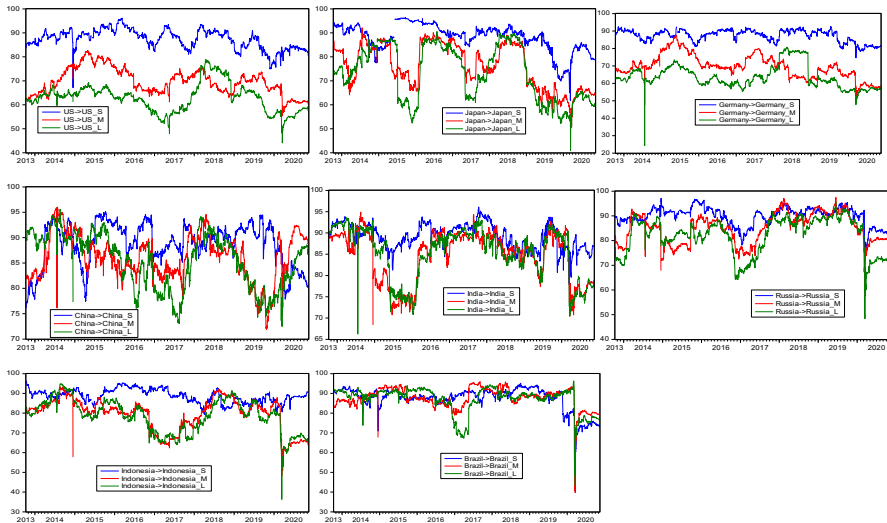 100
90
80
70
60
50
40
US->US_S
US->US_M
US->US_L
2013 2014 2015 2016 2017 2018 2019 2020
100
90
80
70
60
50
40
Japan->Japan_S
Japan->Japan_M
Japan->Japan_L
2013 2014 2015 2016 2017 2018 2019 2020
100
90
80
70
60
50
40
30
20
Germany->Germany_S
Germany->Germany_M
Germany->Germany_L
2013 2014 2015 2016 2017 2018 2019 2020
100
95
90
85
80
75
70
China->China_S
China->China_M
China->China_L
2013 2014 2015 2016 2017 2018 2019 2020
100
95
90
85
80
75
70
65
India->India_S
India->India_M
India->India_L
2013 2014 2015 2016 2017 2018 2019 2020
100
90
80
70
60
50
40
Russia->Russia_S
Russia->Russia_M
Russia->Russia_L
2013 2014 2015 2016 2017 2018 2019 2020
100
90
80
70
60
50
40
30
Indonesia->Indonesia_S
Indonesia->Indonesia_M
Indonesia->Indonesia_L
2013 2014 2015 2016 2017 2018 2019 2020
100
90
80
70
60
50
40
30
Brazil->Brazil_S
Brazil->Brazil_M
Brazil->Brazil_L
2013 2014 2015 2016 2017 2018 2019 2020